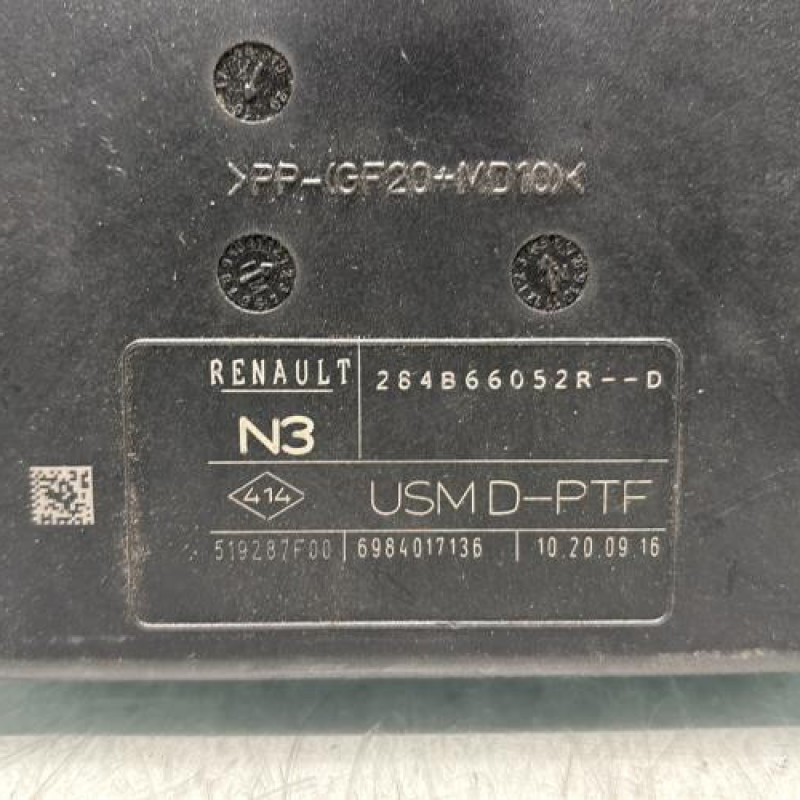 >PP-(GF20+MD10)<
RENAULT 284B66052R--D
N3
414 USM D-PTF
519287F00 6984017136 10.20.09.16